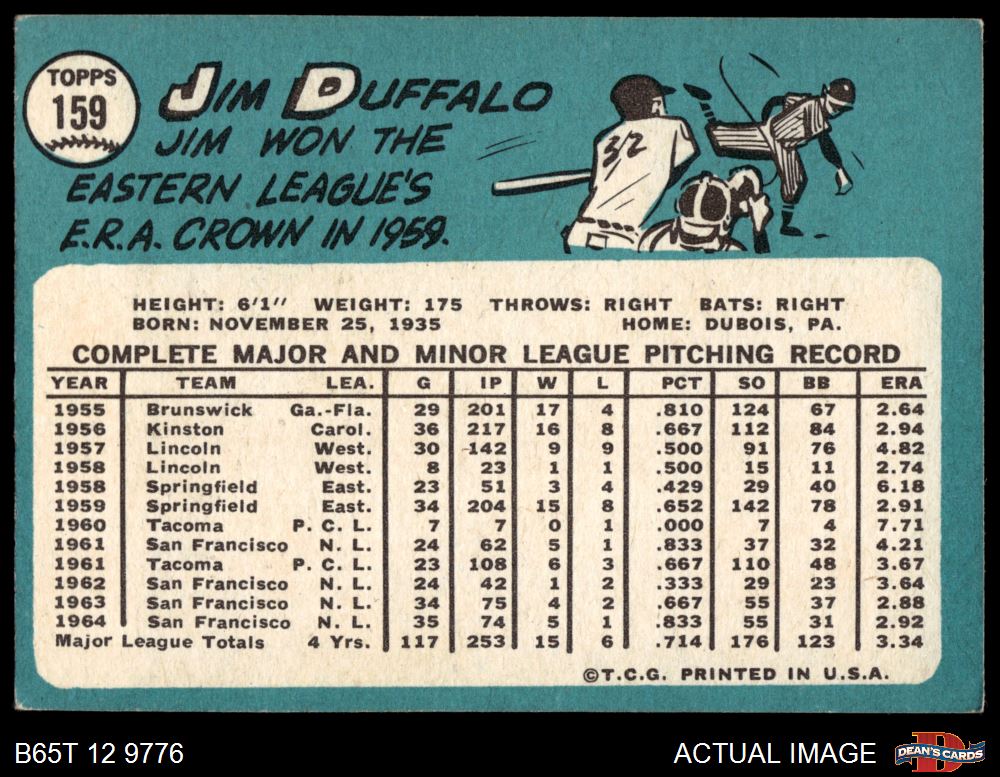 TOPPS
159
JIM DUFFALO
JIM WON THE
EASTERN LEAGUE'S
E.R.A. CROWN IN 1959.
32
HEIGHT: 6'1" WEIGHT: 175 THROWS: RIGHT BATS: RIGHT
BORN: NOVEMBER 25, 1935 HOME: DUBOIS, PA.
COMPLETE MAJOR AND MINOR LEAGUE PITCHING RECORD
YEAR TEAM LEA. G IP W L PCT SO BB ERA
1955 Brunswick Ga.-Fla. 29 201 17 4 .810 124 67 2.64
1956 Kinston Carol. 36 217 16 8 .667 112 84 2.94
1957 Lincoln West. 30 142 9 9 .500 91 76 4.82
1958 Lincoln West. 8 23 1 1 .500 15 11 2.74
1958 Springfield East. 23 51 3 4 .429 29 40 6.18
1959 Springfield East. 34 204 15 8 .652 142 78 2.91
1960 Tacoma P. C. L. 7 7 0 1 .000 7 4 7.71
1961 San Francisco N. L. 24 62 5 1 .833 37 32 4.21
1961 Tacoma P. C. L. 23 108 6 3 .667 110 48 3.67
1962 San Francisco N. L. 24 42 1 2 .333 29 23 3.64
1963 San Francisco N. L. 34 75 4 2 .667 55 37 2.88
1964 San Francisco N. L. 35 74 5 1 .833 55 31 2.92
Major League Totals 4 Yrs. 117 253 15 6 .714 176 123 3.34
©T.C.G. PRINTED IN U.S.A.
B65T 12 9776 ACTUAL IMAGE
D
DEAN'S CARDS